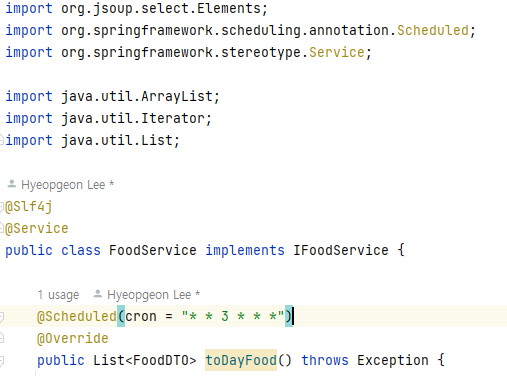 import org.jsoup.select.Elements;
import org.springframework.scheduling.annotation.Scheduled;
import org.springframework.stereotype.Service;
import java.util.ArrayList;
import java.util.Iterator;
import java.util.List;
Hyeopgeon Lee *
@Slf4j
@Service
public class FoodService implements IFoodService {
1 usage Hyeopgeon Lee *
@Scheduled(cron = "* * 3 * * *")
@Override
public List<FoodDTO> toDayFood() throws Exception {